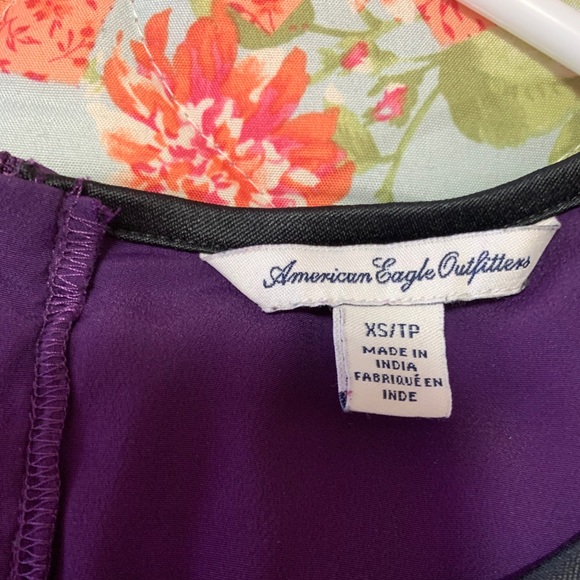 American Eagle Outfitters
XS/TP
MADE IN
INDIA
FABRIQUÉ EN
INDE